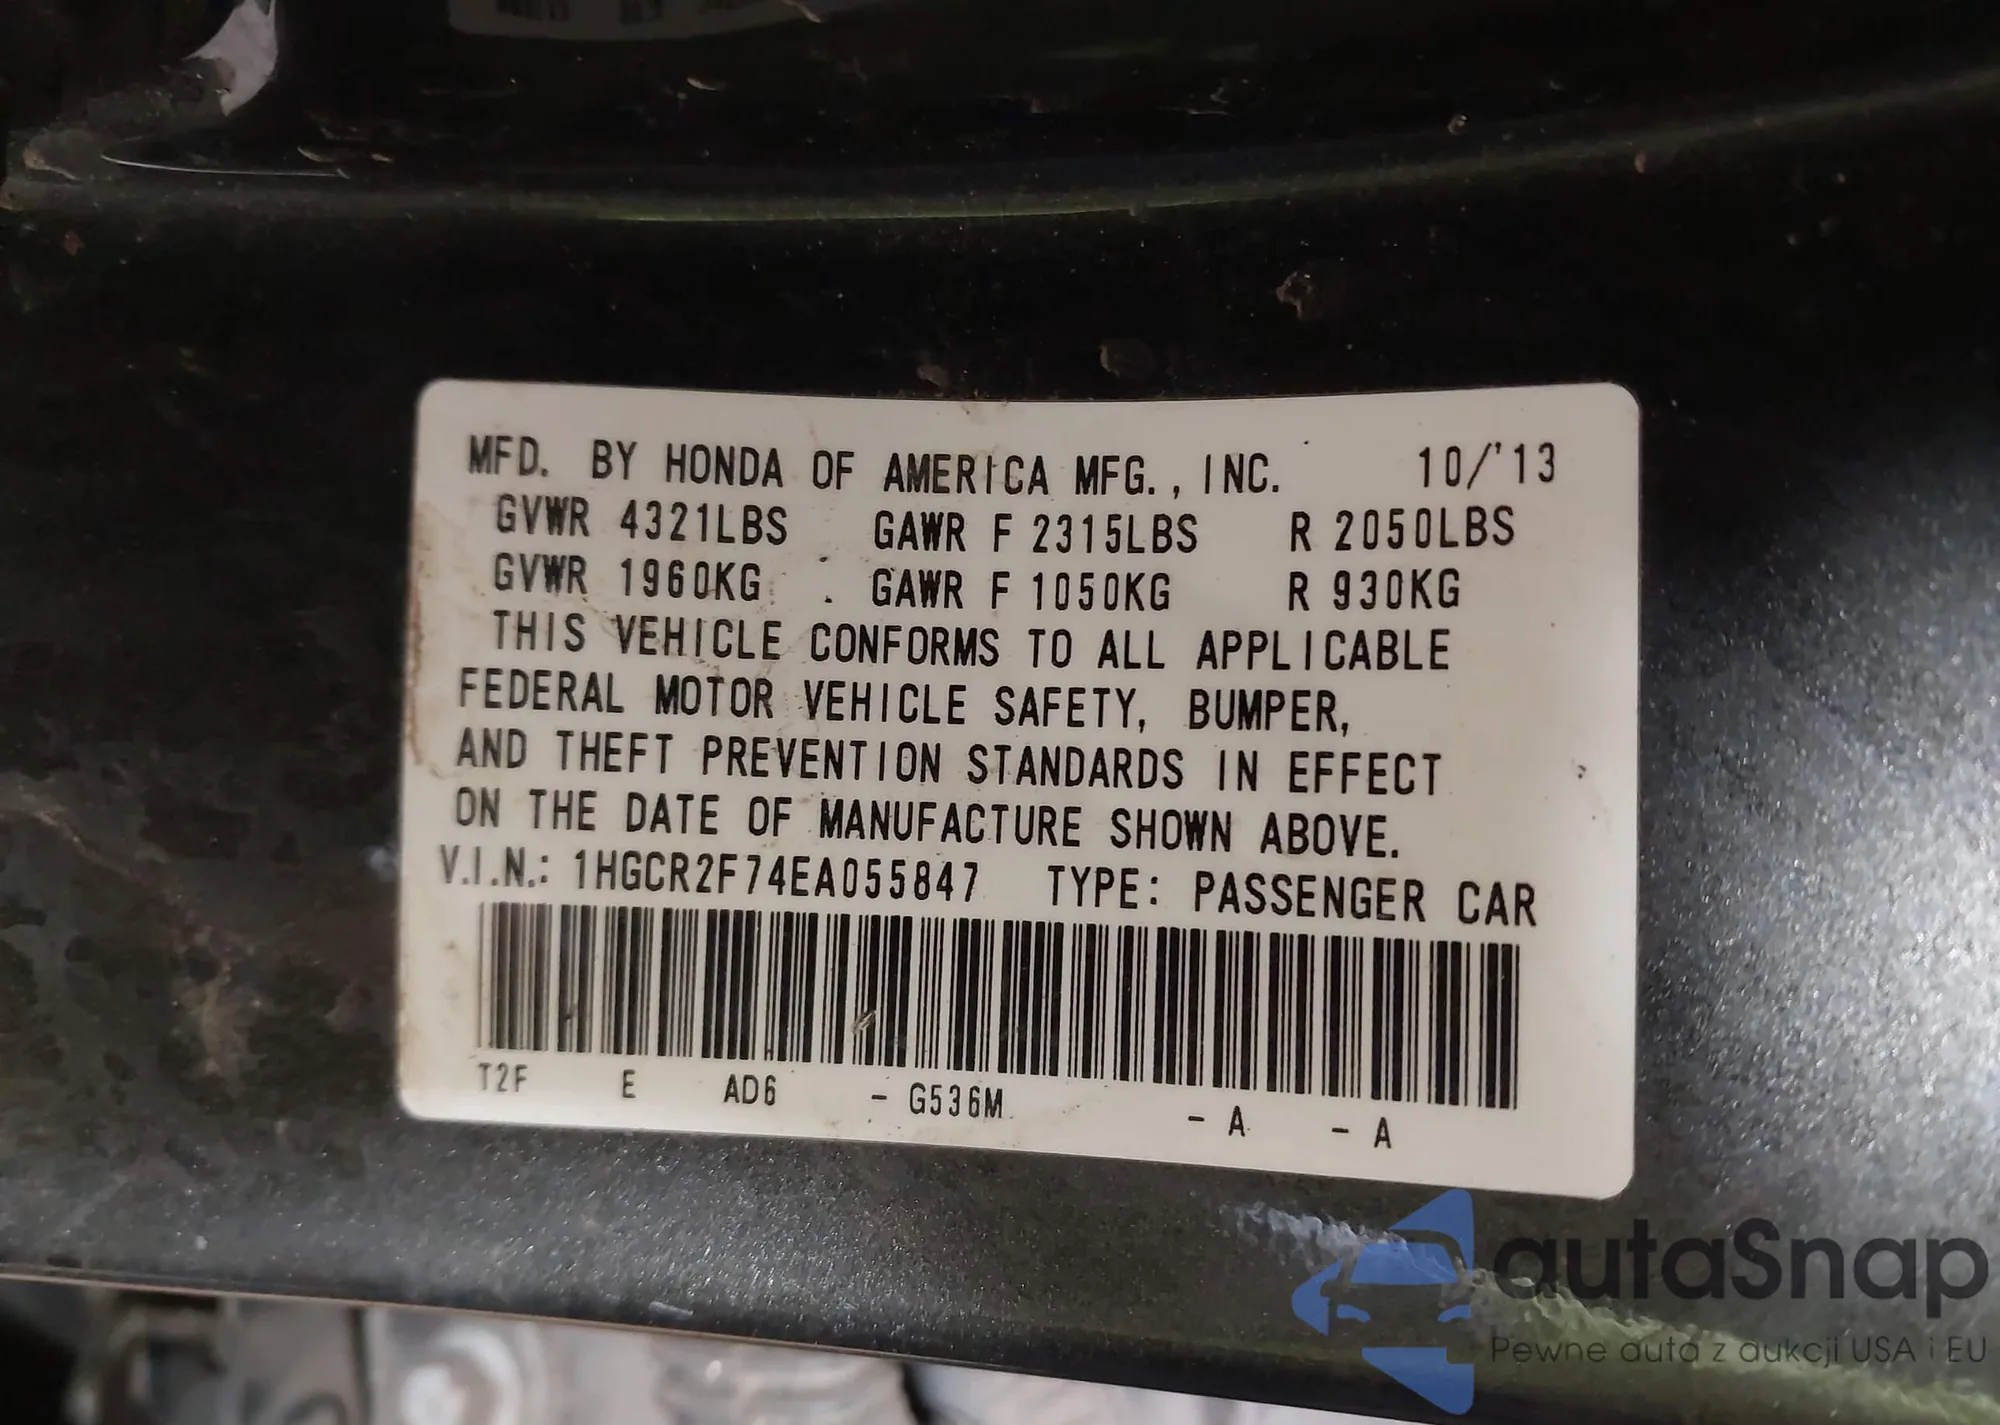 MFD. BY HONDA OF AMERICA MFG., INC. 10/'13
GVWR 4321LBS GAWR F 2315LBS R 2050LBS
GVWR 1960KG GAWR F 1050KG R 930KG
THIS VEHICLE CONFORMS TO ALL APPLICABLE
FEDERAL MOTOR VEHICLE SAFETY, BUMPER,
AND THEFT PREVENTION STANDARDS IN EFFECT
ON THE DATE OF MANUFACTURE SHOWN ABOVE.
V.I.N.: 1HGCR2F74EA055847 TYPE: PASSENGER CAR
T2F E AD6 - G536M - A - A
autaSnap
Pewne auta z aukcji USA i EU